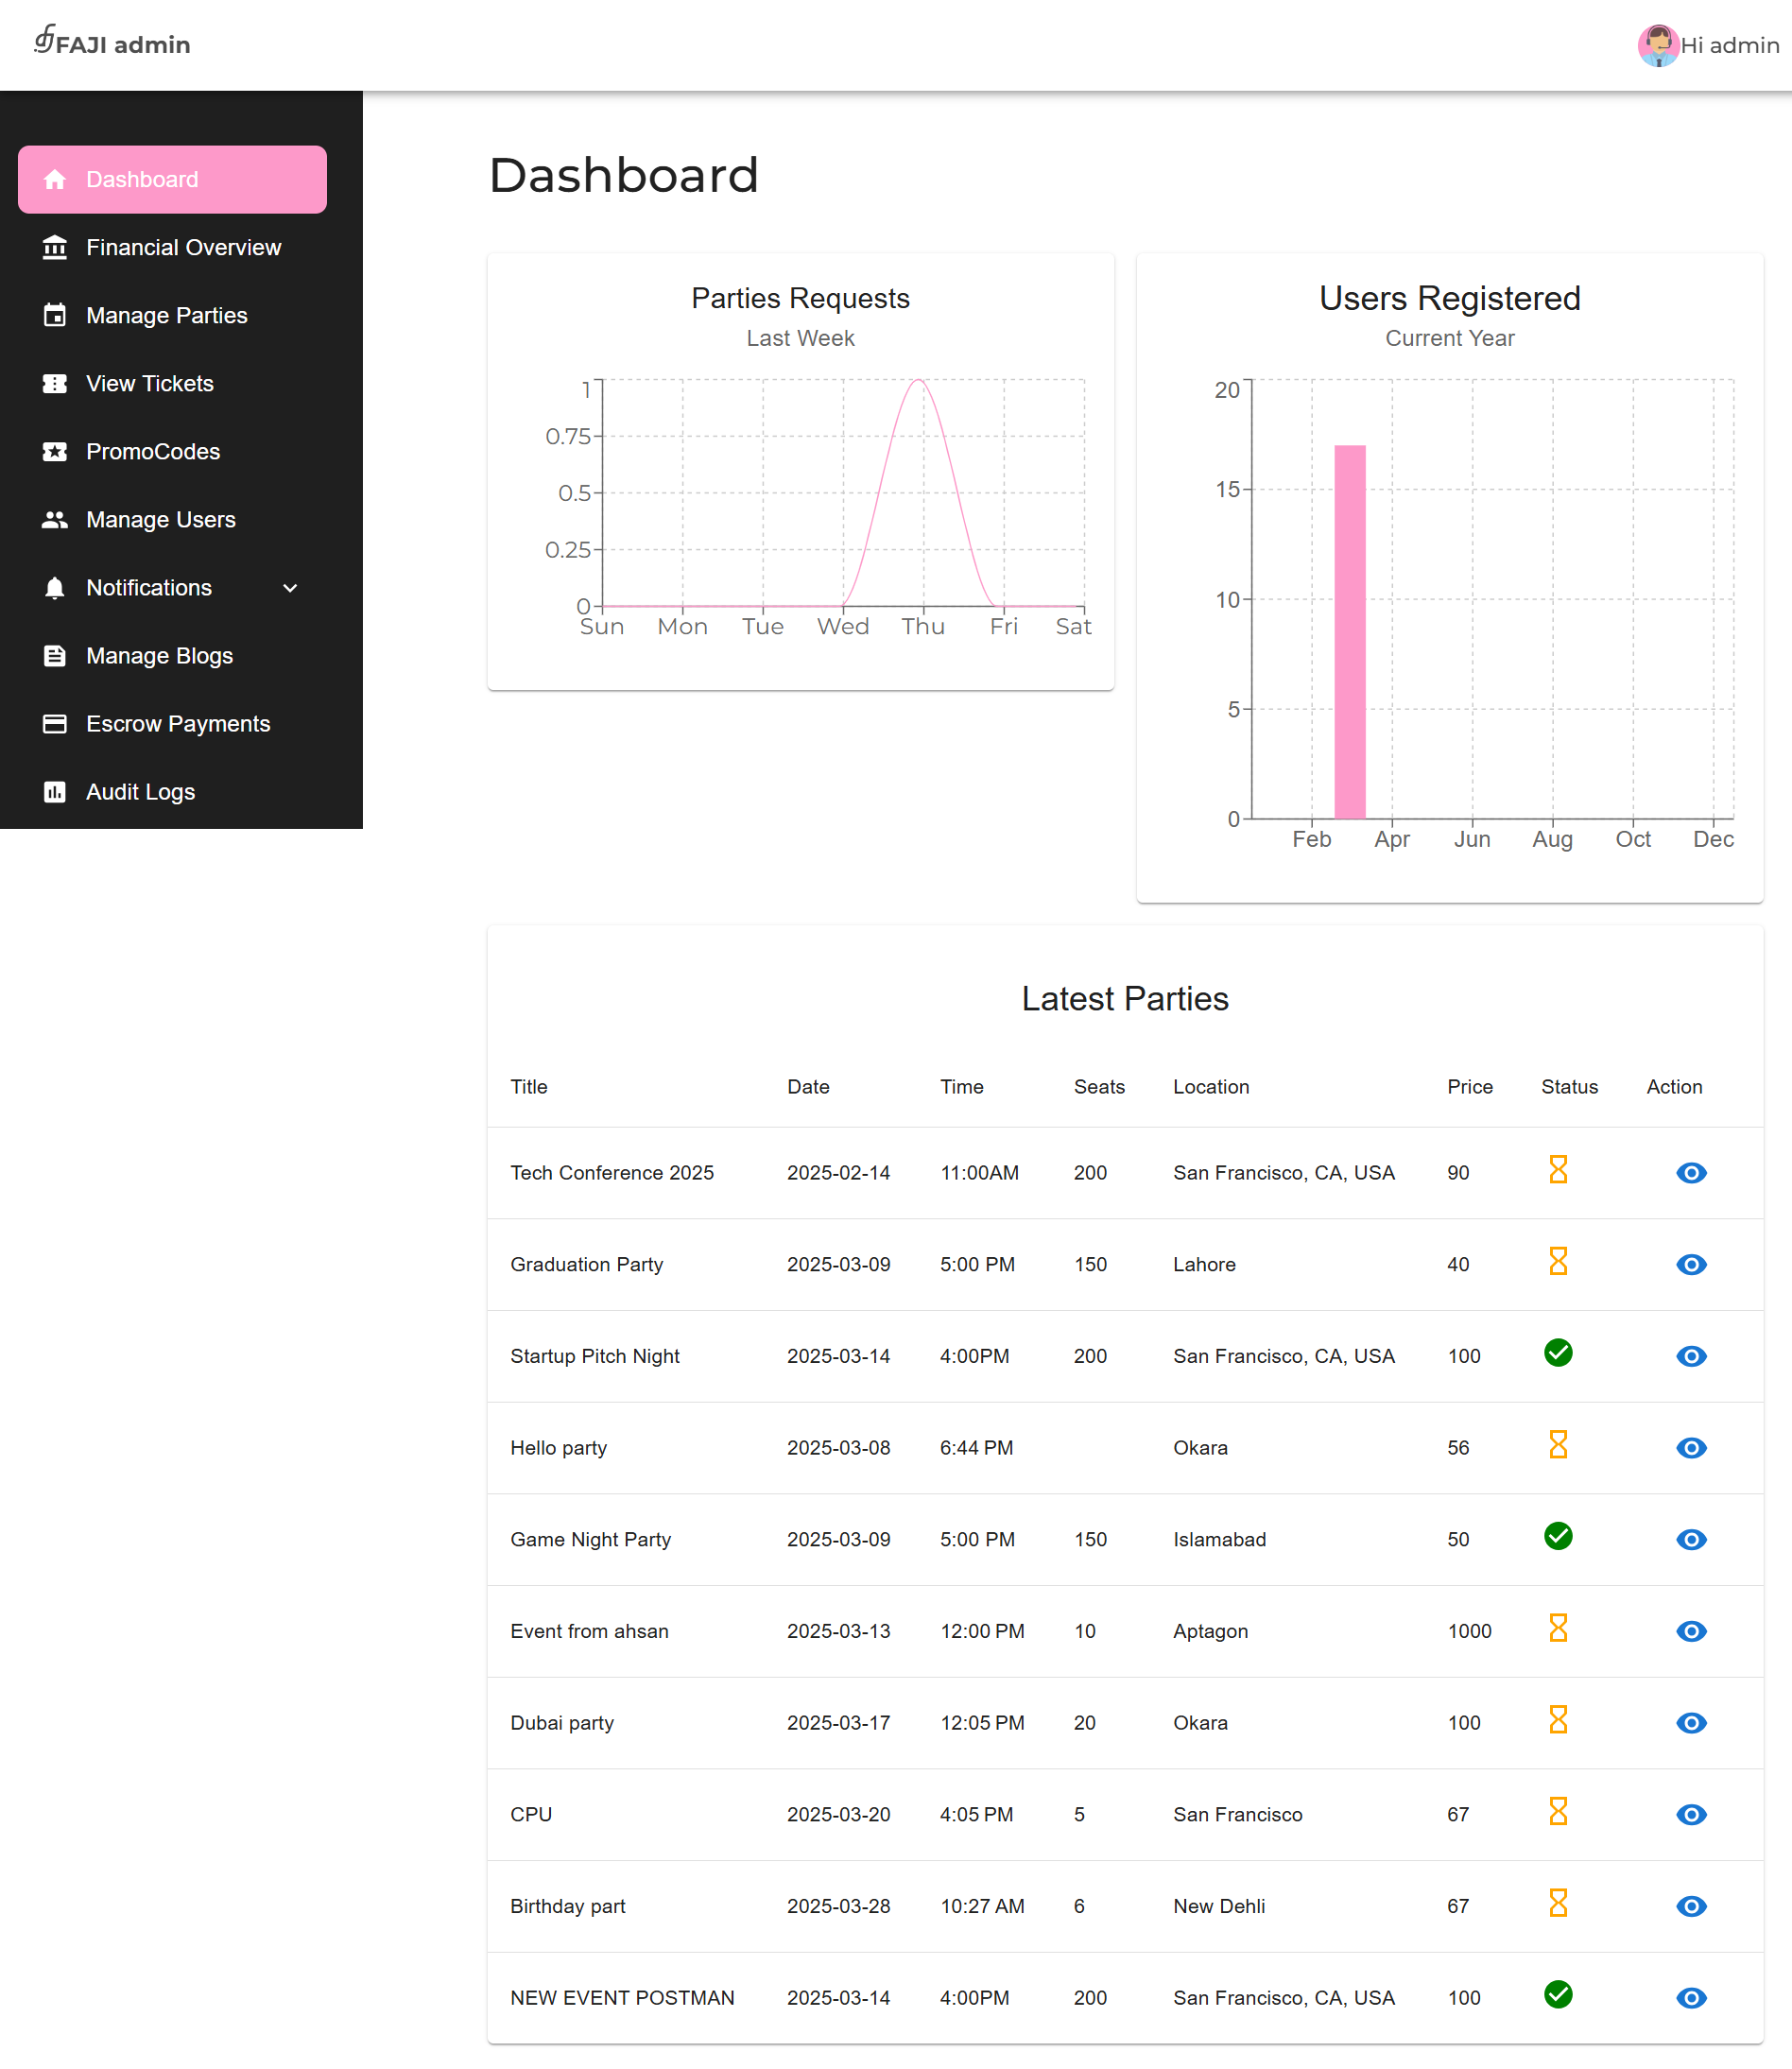 FAJI admin
Hi admin
Dashboard
Financial Overview
Manage Parties
View Tickets
PromoCodes
Manage Users
Notifications
Manage Blogs
Escrow Payments
Audit Logs
Dashboard
Parties Requests
Last Week
1
0.75
0.5
0.25
0
Sun Mon Tue Wed Thu Fri Sat
Users Registered
Current Year
20
15
10
5
0
Feb Apr Jun Aug Oct Dec
Latest Parties
Title Date Time Seats Location Price Status Action
Tech Conference 2025 2025-02-14 11:00AM 200 San Francisco, CA, USA 90
Graduation Party 2025-03-09 5:00 PM 150 Lahore 40
Startup Pitch Night 2025-03-14 4:00PM 200 San Francisco, CA, USA 100
Hello party 2025-03-08 6:44 PM Okara 56
Game Night Party 2025-03-09 5:00 PM 150 Islamabad 50
Event from ahsan 2025-03-13 12:00 PM 10 Aptagon 1000
Dubai party 2025-03-17 12:05 PM 20 Okara 100
CPU 2025-03-20 4:05 PM 5 San Francisco 67
Birthday part 2025-03-28 10:27 AM 6 New Dehli 67
NEW EVENT POSTMAN 2025-03-14 4:00PM 200 San Francisco, CA, USA 100